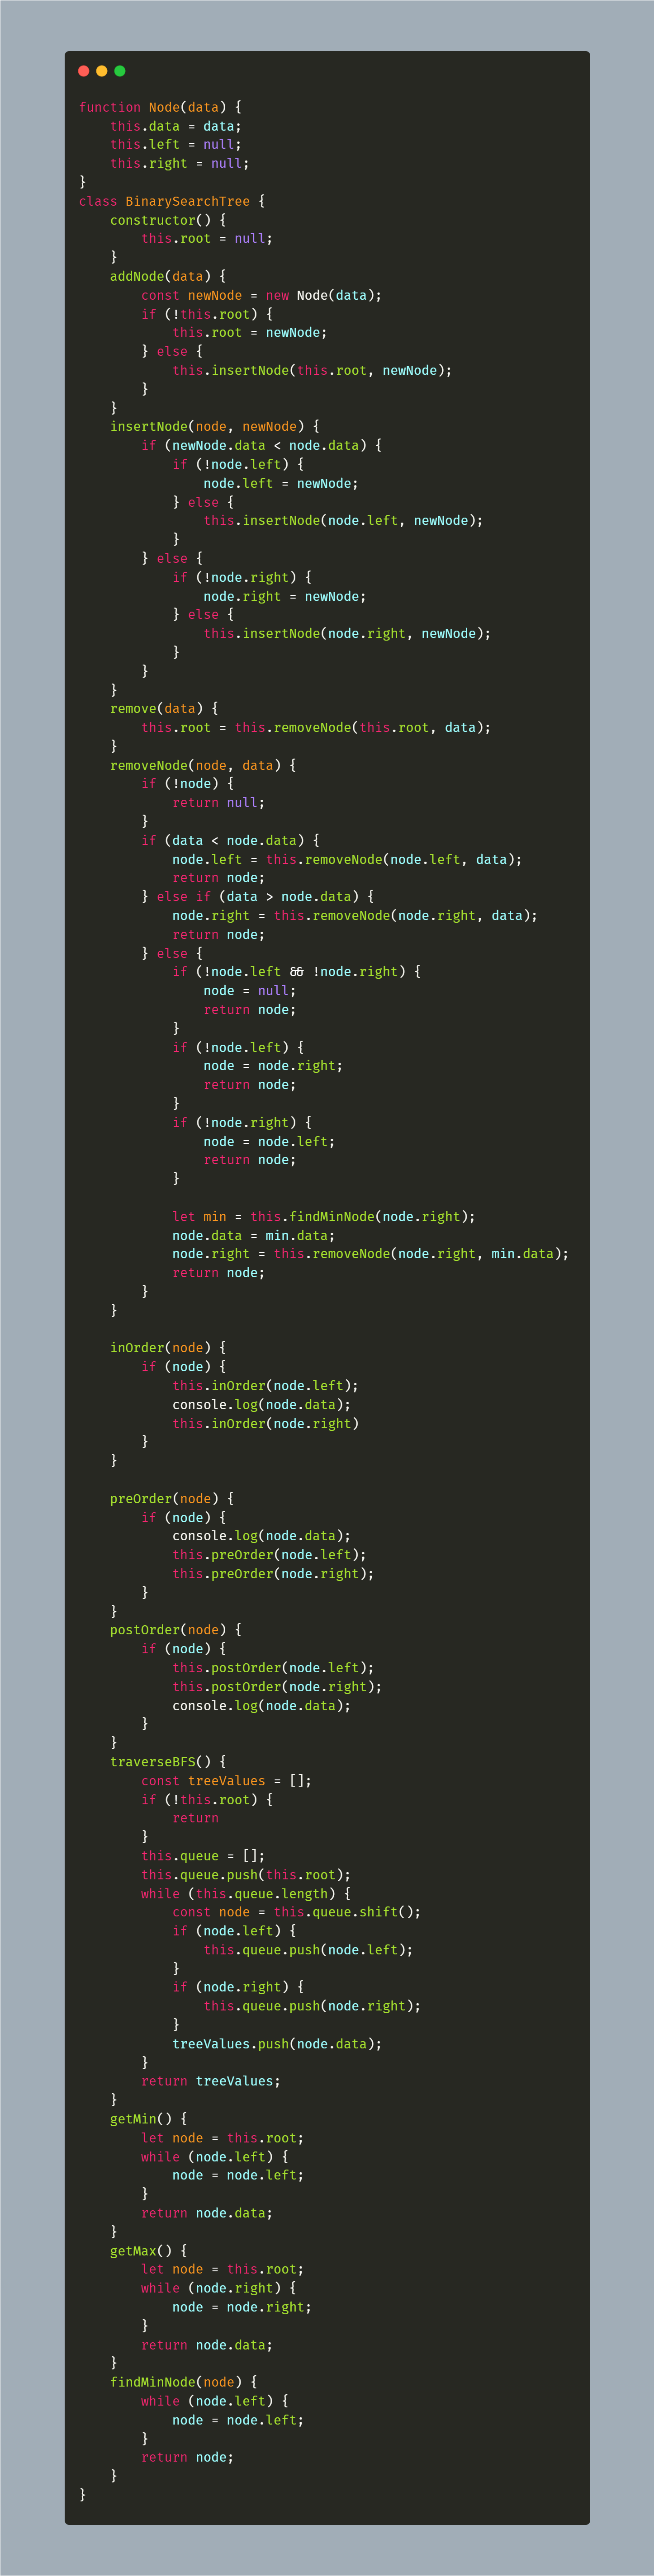 function Node(data) {
    this.data = data;
    this.left = null;
    this.right = null;
}
class BinarySearchTree {
    constructor() {
        this.root = null;
    }
    addNode(data) {
        const newNode = new Node(data);
        if (!this.root) {
            this.root = newNode;
        } else {
            this.insertNode(this.root, newNode);
        }
    }
    insertNode(node, newNode) {
        if (newNode.data < node.data) {
            if (!node.left) {
                node.left = newNode;
            } else {
                this.insertNode(node.left, newNode);
            }
        } else {
            if (!node.right) {
                node.right = newNode;
            } else {
                this.insertNode(node.right, newNode);
            }
        }
    }
    remove(data) {
        this.root = this.removeNode(this.root, data);
    }
    removeNode(node, data) {
        if (!node) {
            return null;
        }
        if (data < node.data) {
            node.left = this.removeNode(node.left, data);
            return node;
        } else if (data > node.data) {
            node.right = this.removeNode(node.right, data);
            return node;
        } else {
            if (!node.left && !node.right) {
                node = null;
                return node;
            }
            if (!node.left) {
                node = node.right;
                return node;
            }
            if (!node.right) {
                node = node.left;
                return node;
            }

            let min = this.findMinNode(node.right);
            node.data = min.data;
            node.right = this.removeNode(node.right, min.data);
            return node;
        }
    }

    inOrder(node) {
        if (node) {
            this.inOrder(node.left);
            console.log(node.data);
            this.inOrder(node.right)
        }
    }

    preOrder(node) {
        if (node) {
            console.log(node.data);
            this.preOrder(node.left);
            this.preOrder(node.right);
        }
    }
    postOrder(node) {
        if (node) {
            this.postOrder(node.left);
            this.postOrder(node.right);
            console.log(node.data);
        }
    }
    traverseBFS() {
        const treeValues = [];
        if (!this.root) {
            return
        }
        this.queue = [];
        this.queue.push(this.root);
        while (this.queue.length) {
            const node = this.queue.shift();
            if (node.left) {
                this.queue.push(node.left);
            }
            if (node.right) {
                this.queue.push(node.right);
            }
            treeValues.push(node.data);
        }
        return treeValues;
    }
    getMin() {
        let node = this.root;
        while (node.left) {
            node = node.left;
        }
        return node.data;
    }
    getMax() {
        let node = this.root;
        while (node.right) {
            node = node.right;
        }
        return node.data;
    }
    findMinNode(node) {
        while (node.left) {
            node = node.left;
        }
        return node;
    }
}